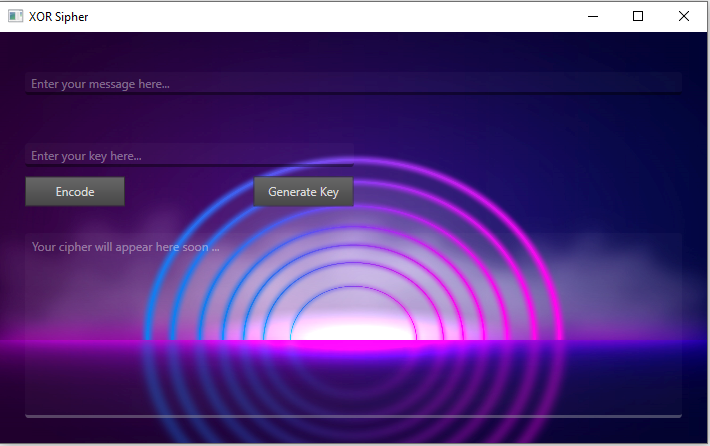 XOR Sipher
Enter your message here...
Enter your key here...
Encode
Generate Key
Your cipher will appear here soon ...